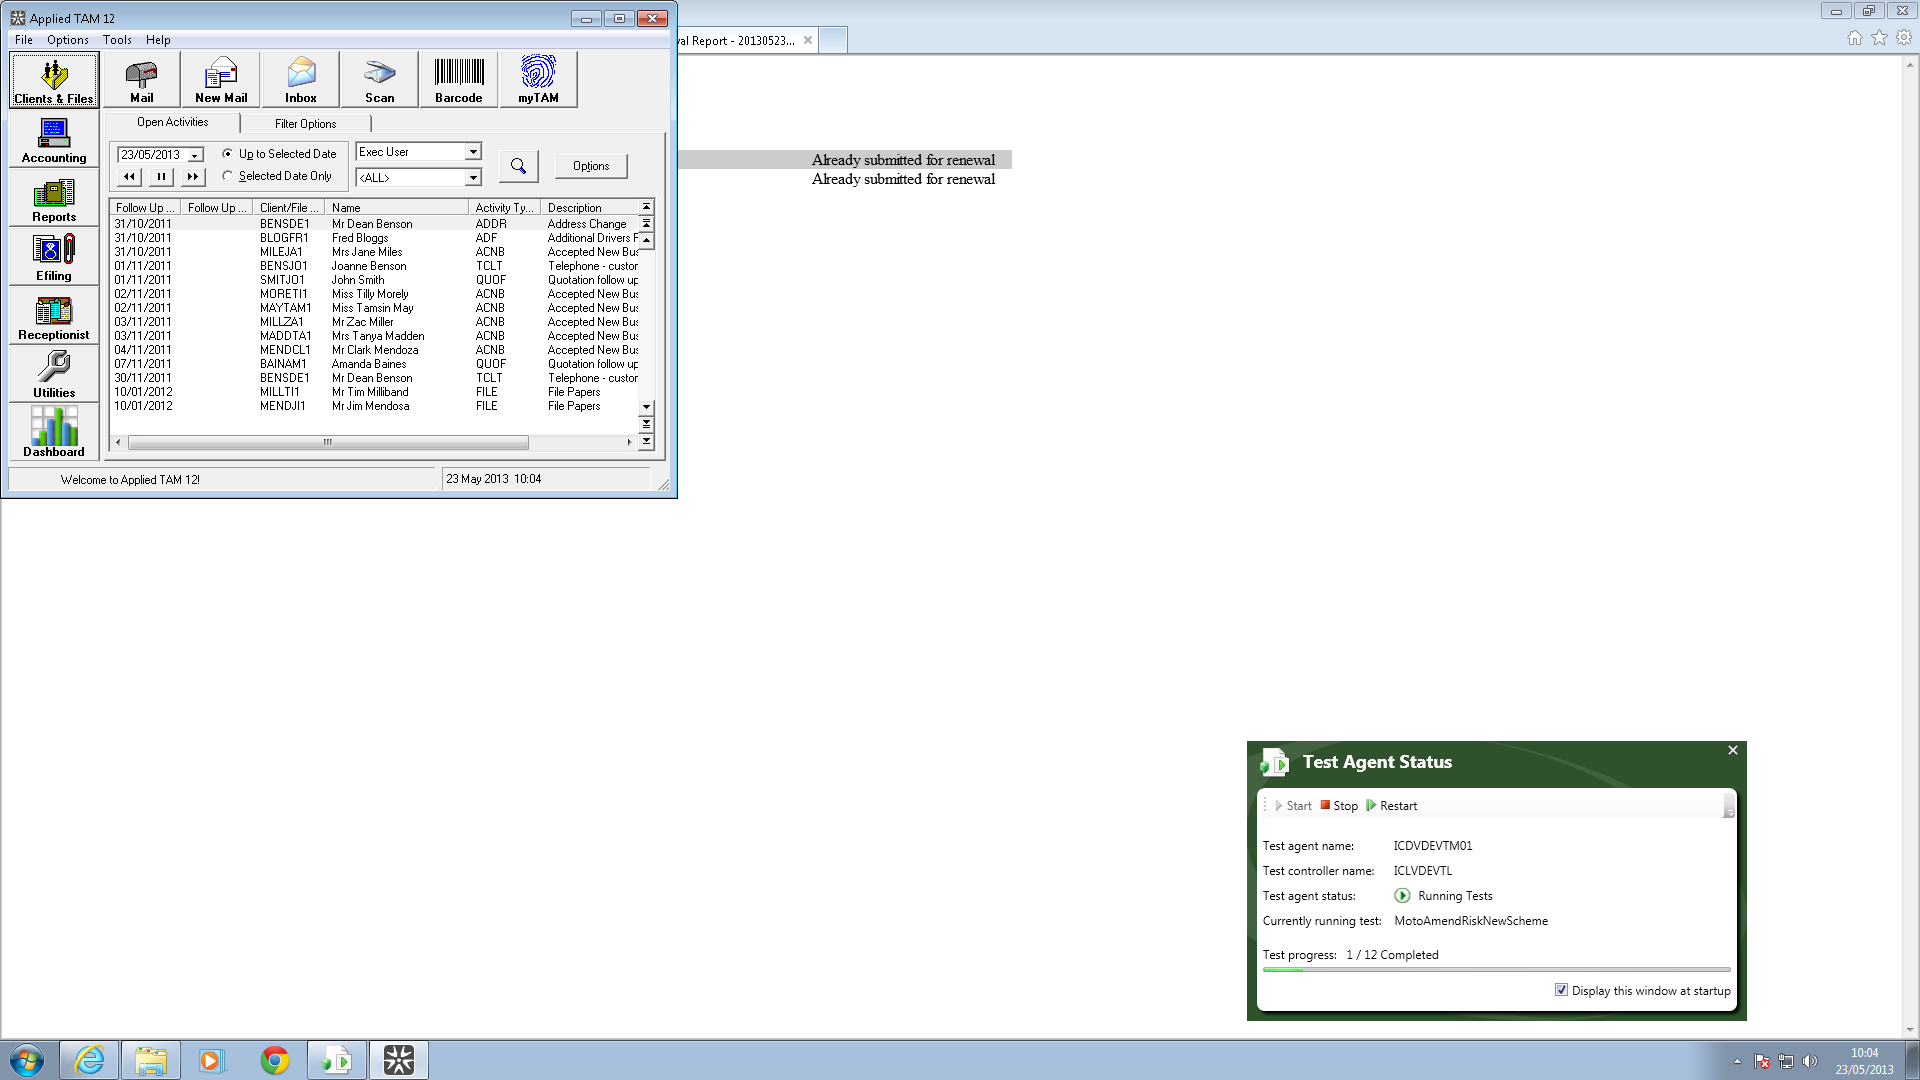 Applied TAM 12
File Options Tools Help
val Report - 20130523...
Clients & Files
Mail
New Mail
Inbox
Scan
Barcode
myTAM
Accounting
Reports
Efiling
Receptionist
Utilities
Dashboard
Open Activities
Filter Options
23/05/2013
Up to Selected Date
Selected Date Only
Exec User
<ALL>
Options
Already submitted for renewal
Already submitted for renewal
Follow Up ... Follow Up ... Client/File ... Name Activity Ty... Description
31/10/2011 BENSDE1 Mr Dean Benson ADDR Address Change
31/10/2011 BLOGFR1 Fred Bloggs ADF Additional Drivers F
31/10/2011 MILEJA1 Mrs Jane Miles ACNB Accepted New Bus
01/11/2011 BENSJO1 Joanne Benson TCLT Telephone - custor
01/11/2011 SMITJO1 John Smith QUOF Quotation follow up
02/11/2011 MORETI1 Miss Tilly Morely ACNB Accepted New Bus
02/11/2011 MAYTAM1 Miss Tamsin May ACNB Accepted New Bus
03/11/2011 MILLZA1 Mr Zac Miller ACNB Accepted New Bus
03/11/2011 MADDTA1 Mrs Tanya Madden ACNB Accepted New Bus
04/11/2011 MENDCL1 Mr Clark Mendoza ACNB Accepted New Bus
07/11/2011 BAINAM1 Amanda Baines QUOF Quotation follow up
30/11/2011 BENSDE1 Mr Dean Benson TCLT Telephone - custor
10/01/2012 MILLTI1 Mr Tim Milliband FILE File Papers
10/01/2012 MENDJI1 Mr Jim Mendosa FILE File Papers
Welcome to Applied TAM 12!
23 May 2013 10:04
Test Agent Status
Start Stop Restart
Test agent name: ICDVDEVTM01
Test controller name: ICLVDEVTL
Test agent status: Running Tests
Currently running test: MotoAmendRiskNewScheme
Test progress: 1 / 12 Completed
Display this window at startup
10:04
23/05/2013